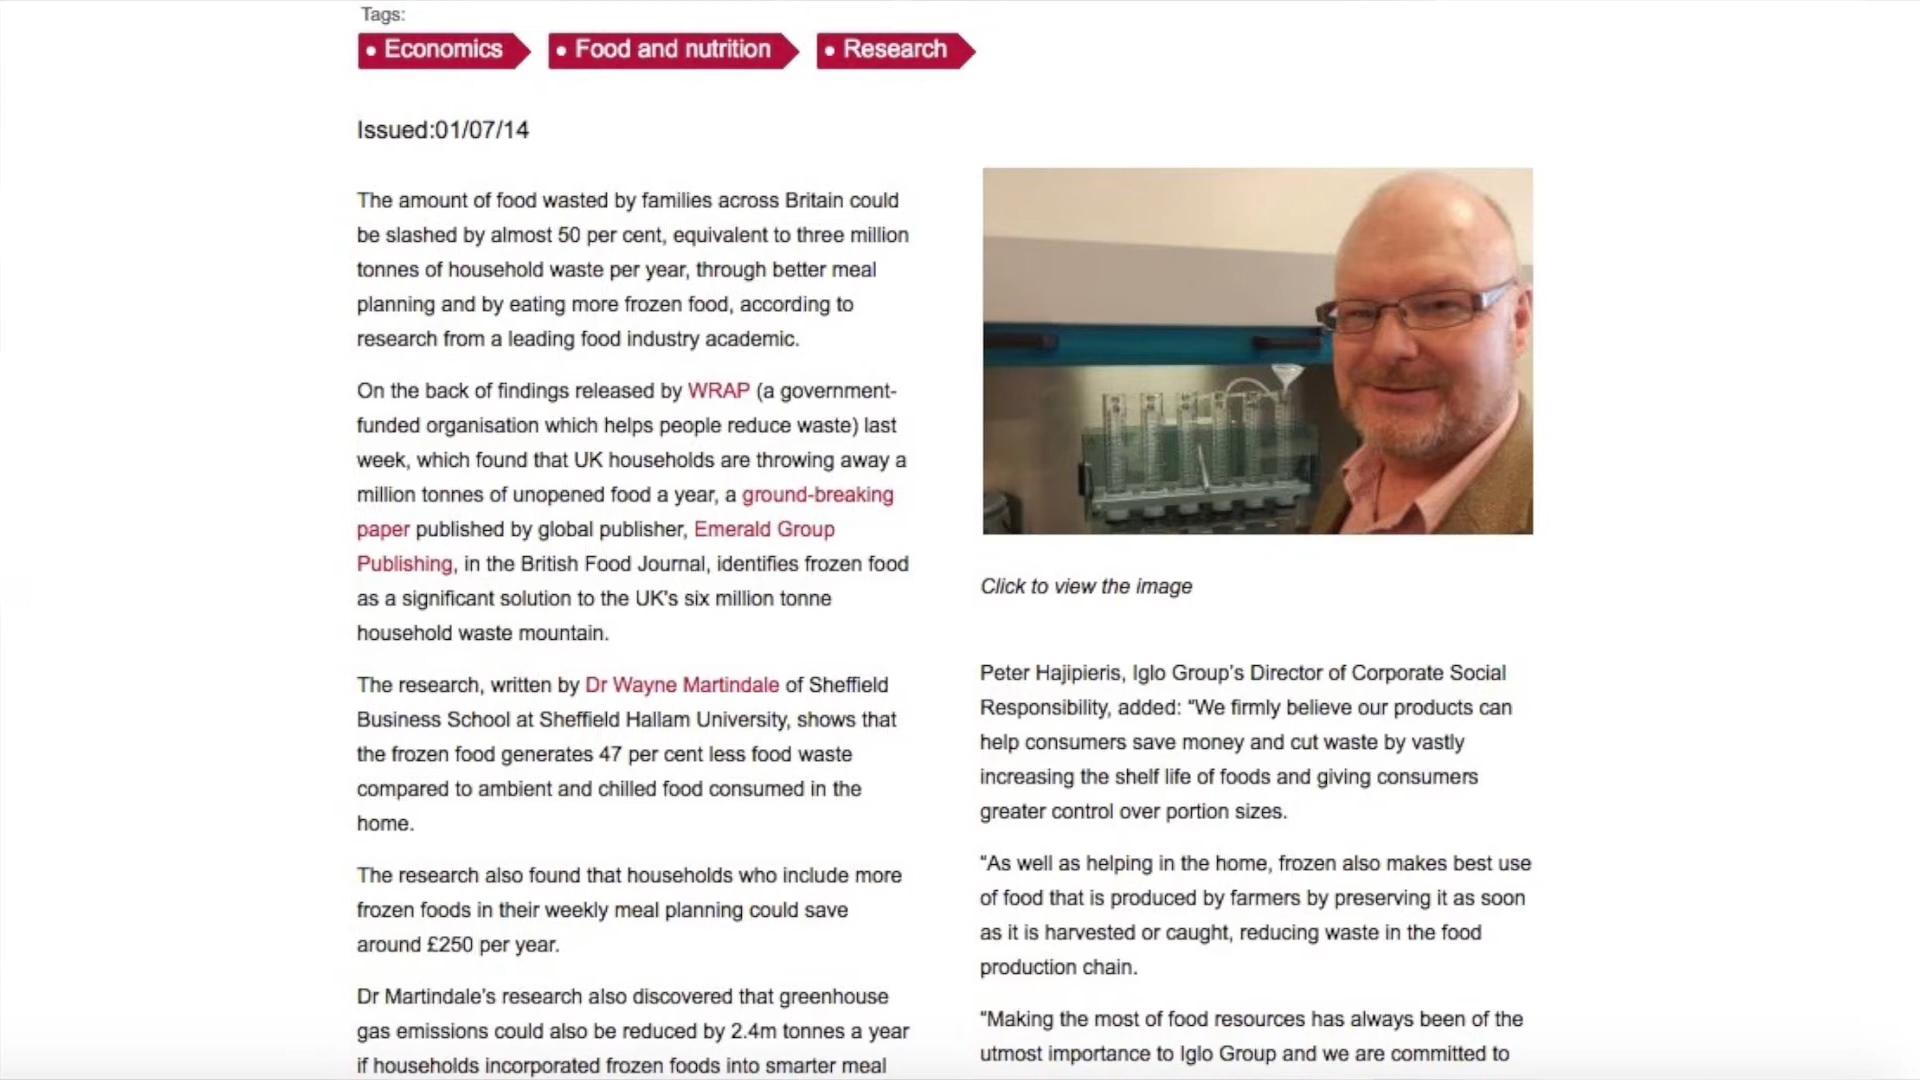 Tags:
• Economics
• Food and nutrition
• Research
Issued:01/07/14
The amount of food wasted by families across Britain could
be slashed by almost 50 per cent, equivalent to three million
tonnes of household waste per year, through better meal
planning and by eating more frozen food, according to
research from a leading food industry academic.
On the back of findings released by WRAP (a government-
funded organisation which helps people reduce waste) last
week, which found that UK households are throwing away a
million tonnes of unopened food a year, a ground-breaking
paper published by global publisher, Emerald Group
Publishing, in the British Food Journal, identifies frozen food
as a significant solution to the UK's six million tonne
household waste mountain.
The research, written by Dr Wayne Martindale of Sheffield
Business School at Sheffield Hallam University, shows that
the frozen food generates 47 per cent less food waste
compared to ambient and chilled food consumed in the
home.
The research also found that households who include more
frozen foods in their weekly meal planning could save
around £250 per year.
Dr Martindale's research also discovered that greenhouse
gas emissions could also be reduced by 2.4m tonnes a year
if households incorporated frozen foods into smarter meal
Click to view the image
Peter Hajipieris, Iglo Group's Director of Corporate Social
Responsibility, added: “We firmly believe our products can
help consumers save money and cut waste by vastly
increasing the shelf life of foods and giving consumers
greater control over portion sizes.
“As well as helping in the home, frozen also makes best use
of food that is produced by farmers by preserving it as soon
as it is harvested or caught, reducing waste in the food
production chain.
“Making the most of food resources has always been of the
utmost importance to Iglo Group and we are committed to